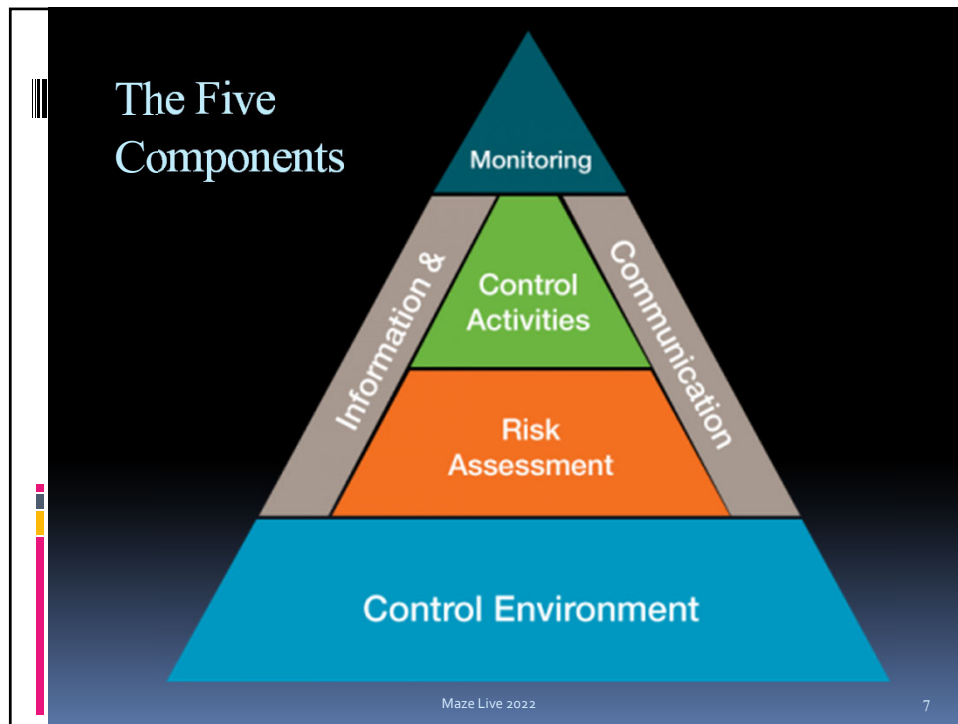 The Five
Components
Monitoring
Information &
Communication
Control
Activities
Risk
Assessment
Control Environment
Maze Live 2022
7